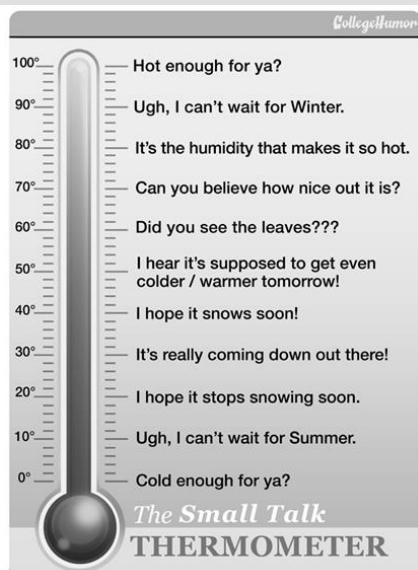 CollegeHumor
100° Hot enough for ya?
90° Ugh, I can't wait for Winter.
80° It's the humidity that makes it so hot.
70° Can you believe how nice out it is?
60° Did you see the leaves???
50° I hear it's supposed to get even
colder / warmer tomorrow!
40° I hope it snows soon!
30° It's really coming down out there!
20° I hope it stops snowing soon.
10° Ugh, I can't wait for Summer.
0° Cold enough for ya?
The Small Talk
THERMOMETER